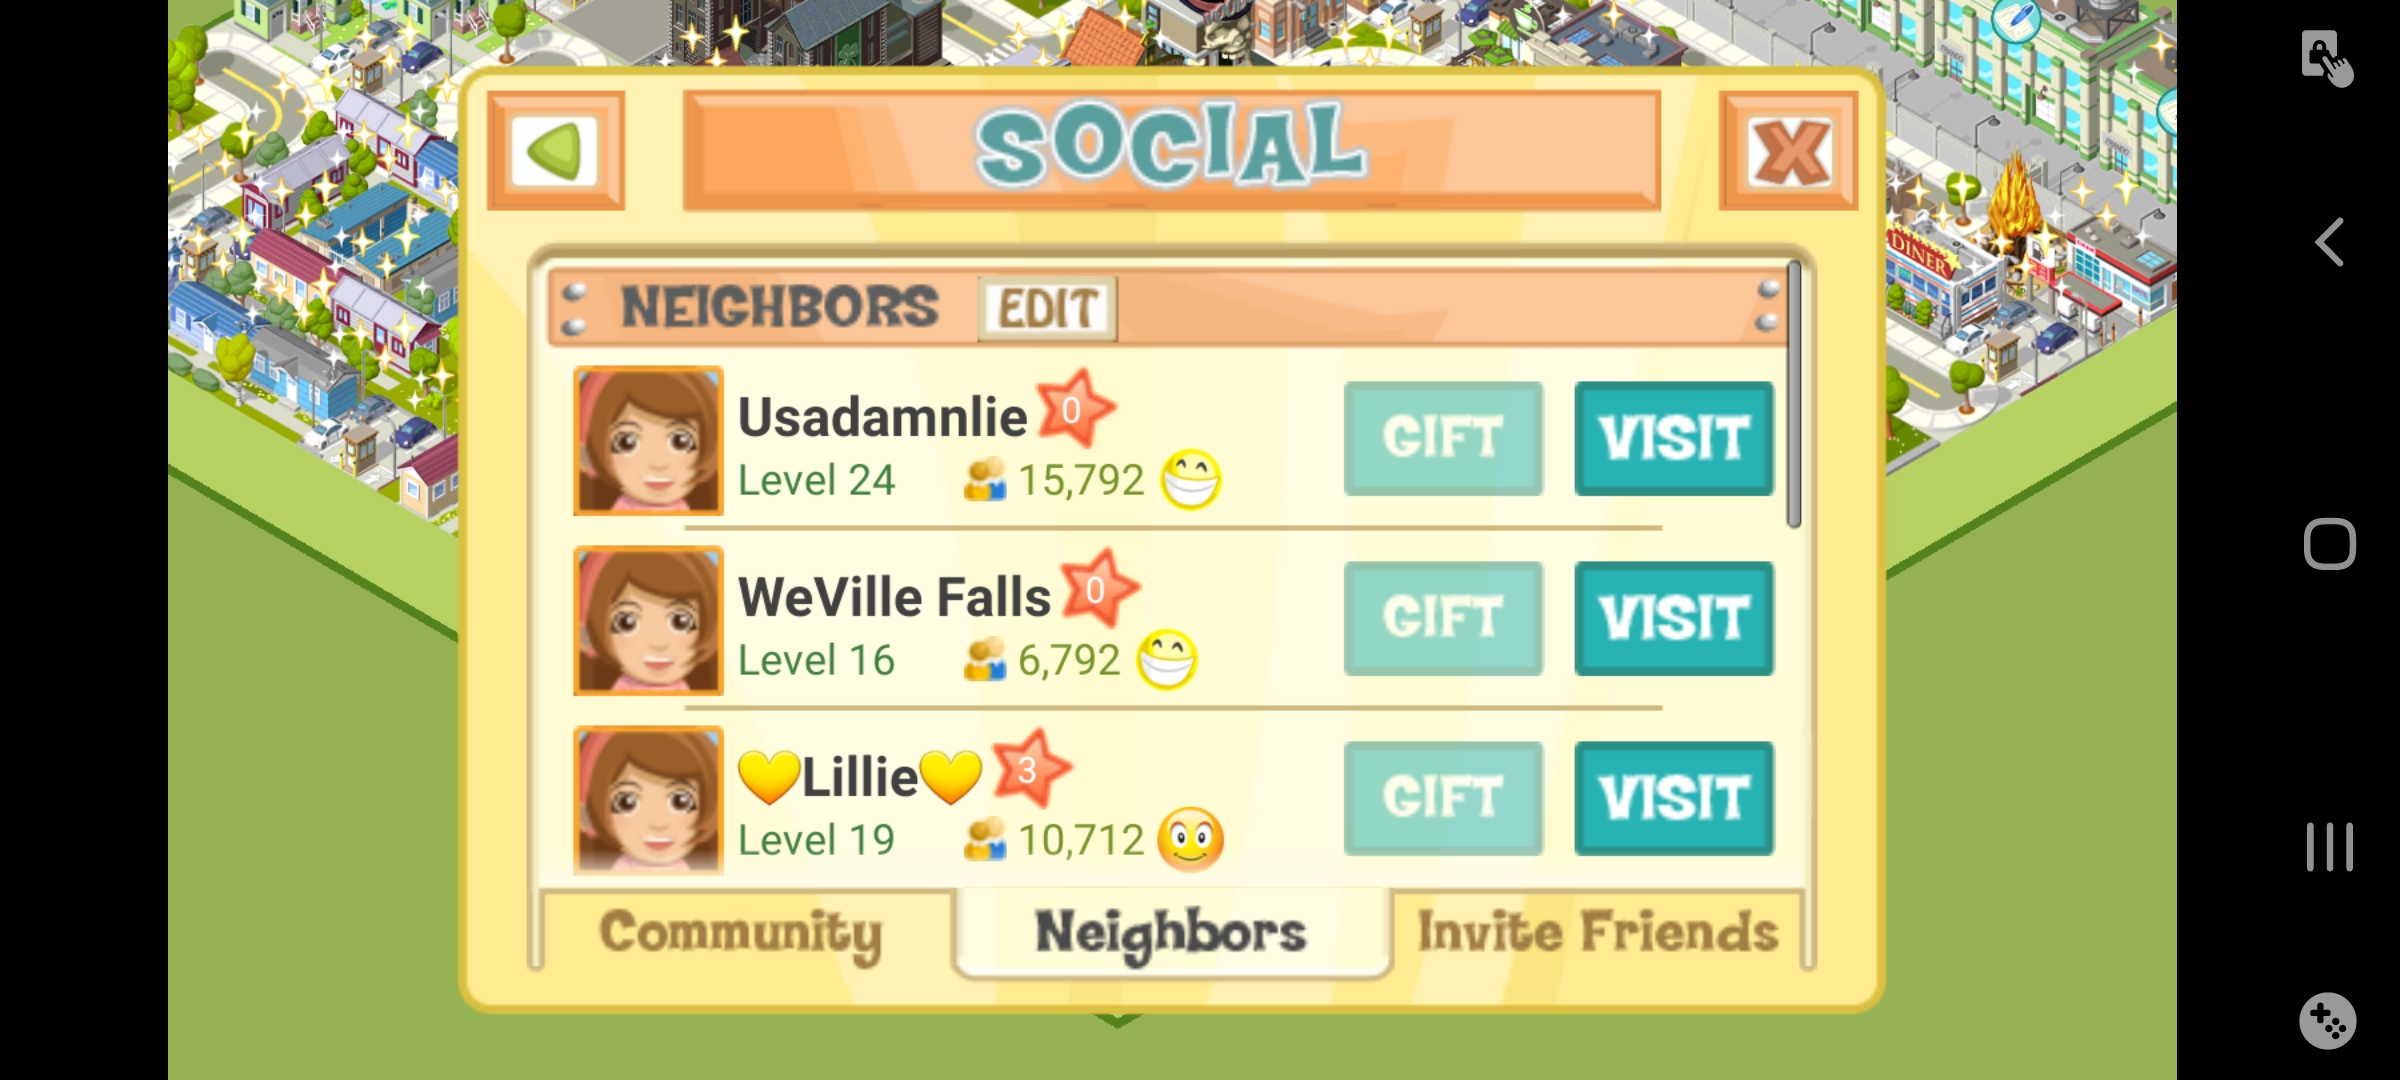 SOCIAL
DINER
NEIGHBORS EDIT
Usadamnlie 0
Level 24 15,792
GIFT VISIT
WeVille Falls 0
Level 16 6,792
GIFT VISIT
💛Lillie💛 3
Level 19 10,712
GIFT VISIT
Community Neighbors Invite Friends